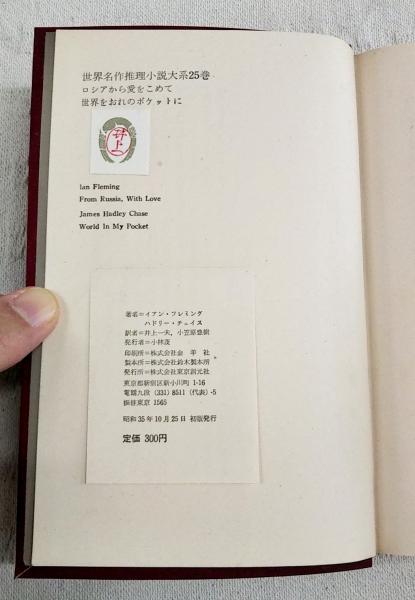 世界名作推理小説大系25巻
ロシアから愛をこめて
世界をおれのポケットに
井上
Ian Fleming
From Russia, With Love
James Hadley Chase
World In My Pocket
著者=イアン・フレミング
ハドリー・チェイス
訳者=井上一夫，小笠原豊樹
発行者=小林茂
印刷所=株式会社金羊社
製本所=株式会社鈴木製本所
発行所=株式会社東京創元社
東京都新宿区新小川町 1-16
電話九段 (331) 8511 (代表) -5
振替東京 1565
昭和35年10月25日 初版発行
定価 300円